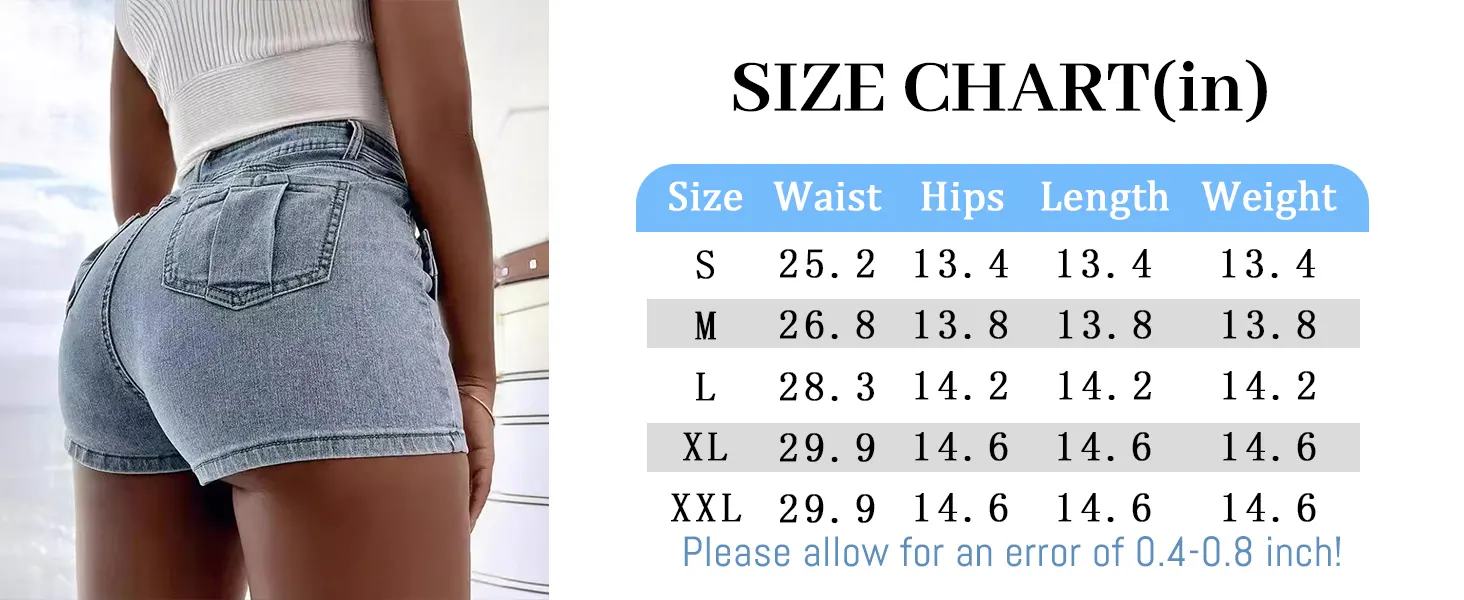 SIZE CHART(in)
Size Waist Hips Length Weight
S 25.2 13.4 13.4 13.4
M 26.8 13.8 13.8 13.8
L 28.3 14.2 14.2 14.2
XL 29.9 14.6 14.6 14.6
XXL 29.9 14.6 14.6 14.6
Please allow for an error of 0.4-0.8 inch!